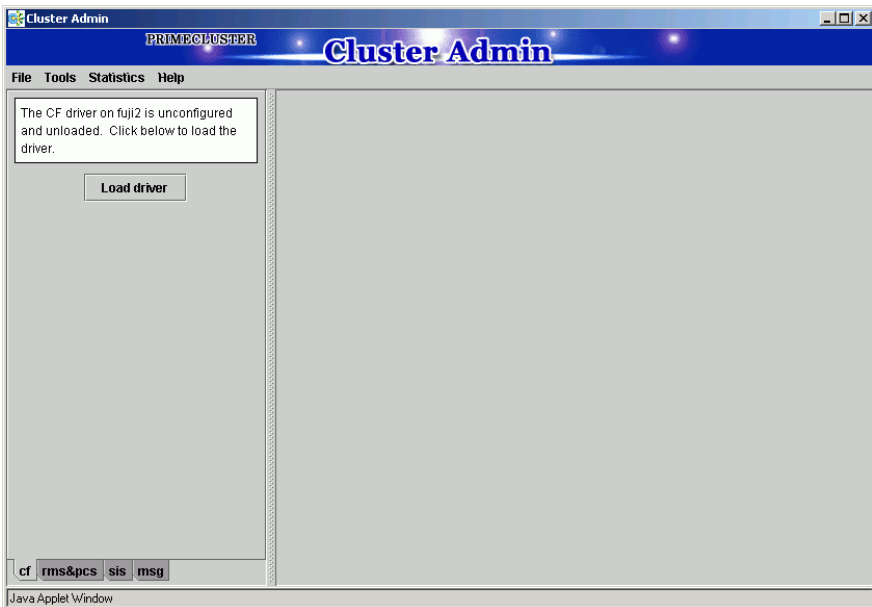 Cluster Admin
PRIMECLUSTER
Cluster Admin
File Tools Statistics Help
The CF driver on fuji2 is unconfigured
and unloaded. Click below to load the
driver.
Load driver
cf rms&pcs sis msg
Java Applet Window